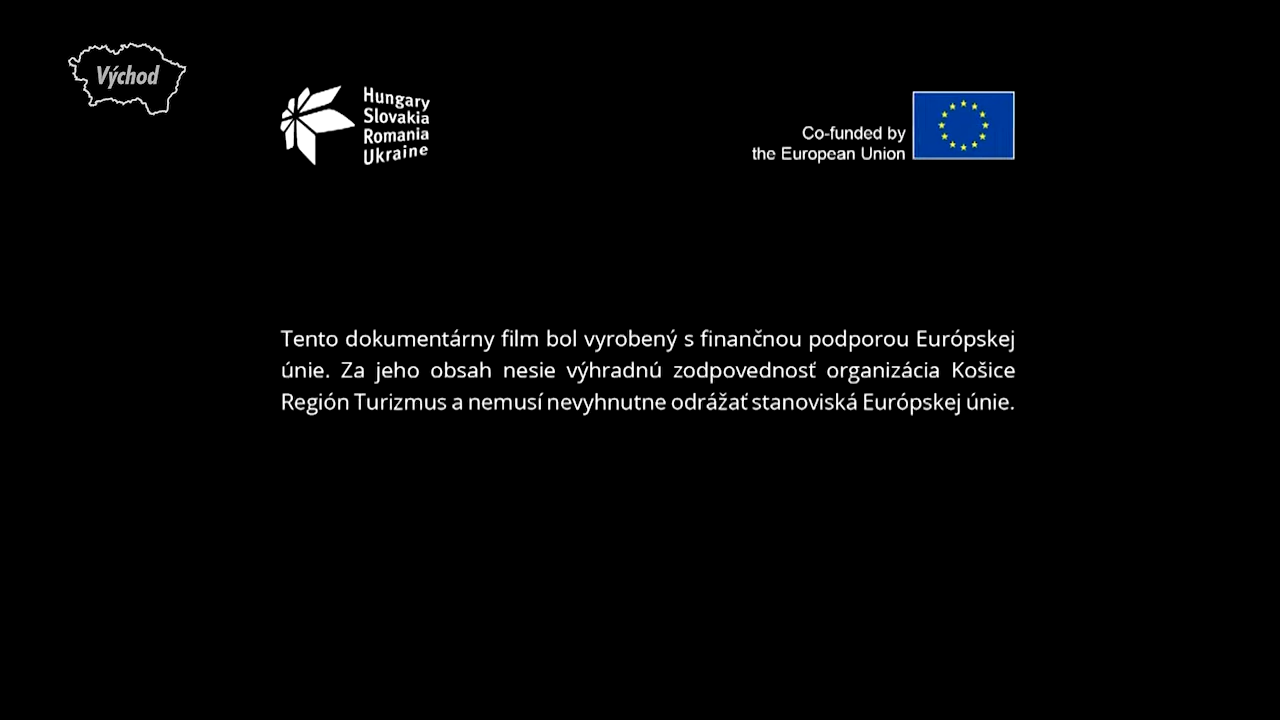 Východ
Hungary
Slovakia
Romania
Ukraine
Co-funded by
the European Union
Tento dokumentárny film bol vyrobený s finančnou podporou Európskej
únie. Za jeho obsah nesie výhradnú zodpovednosť organizácia Košice
Región Turizmus a nemusí nevyhnutne odrážať stanoviská Európskej únie.